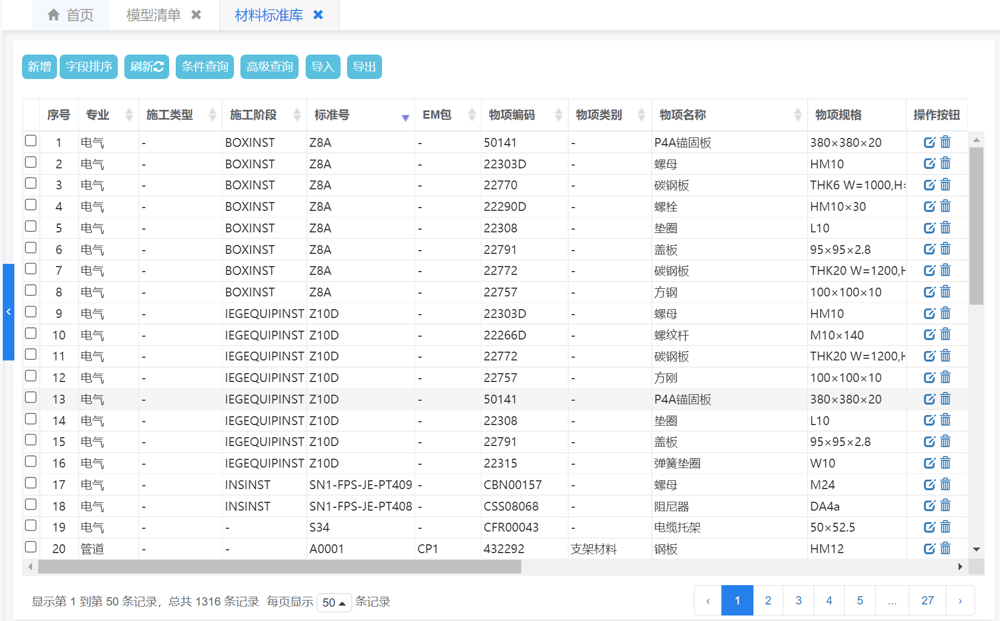 首页 模型清单 材料标准库
新增 字段排序 刷新 条件查询 高级查询 导入 导出
序号 专业 施工类型 施工阶段 标准号 EM包 物项编码 物项类别 物项名称 物项规格 操作按钮
1 电气 - BOXINST Z8A - 50141 - P4A锚固板 380×380×20
2 电气 - BOXINST Z8A - 22303D - 螺母 HM10
3 电气 - BOXINST Z8A - 22770 - 碳钢板 THK6 W=1000,H=
4 电气 - BOXINST Z8A - 22290D - 螺栓 HM10×30
5 电气 - BOXINST Z8A - 22308 - 垫圈 L10
6 电气 - BOXINST Z8A - 22791 - 盖板 95×95×2.8
7 电气 - BOXINST Z8A - 22772 - 碳钢板 THK20 W=1200,H
8 电气 - BOXINST Z8A - 22757 - 方钢 100×100×10
9 电气 - IEGEQUIPINST Z10D - 22303D - 螺母 HM10
10 电气 - IEGEQUIPINST Z10D - 22266D - 螺纹杆 M10×140
11 电气 - IEGEQUIPINST Z10D - 22772 - 碳钢板 THK20 W=1200,H
12 电气 - IEGEQUIPINST Z10D - 22757 - 方刚 100×100×10
13 电气 - IEGEQUIPINST Z10D - 50141 - P4A锚固板 380×380×20
14 电气 - IEGEQUIPINST Z10D - 22308 - 垫圈 L10
15 电气 - IEGEQUIPINST Z10D - 22791 - 盖板 95×95×2.8
16 电气 - IEGEQUIPINST Z10D - 22315 - 弹簧垫圈 W10
17 电气 - INSINST SN1-FPS-JE-PT409 - CBN00157 - 螺母 M24
18 电气 - INSINST SN1-FPS-JE-PT408 - CSS08068 - 阻尼器 DA4a
19 电气 - - S34 - CFR00043 - 电缆托架 50×52.5
20 管道 - - A0001 CP1 432292 支架材料 钢板 HM12
显示第 1 到第 50 条记录，总共 1316 条记录 每页显示 50 条记录 ‹ 1 2 3 4 5 ... 27 ›